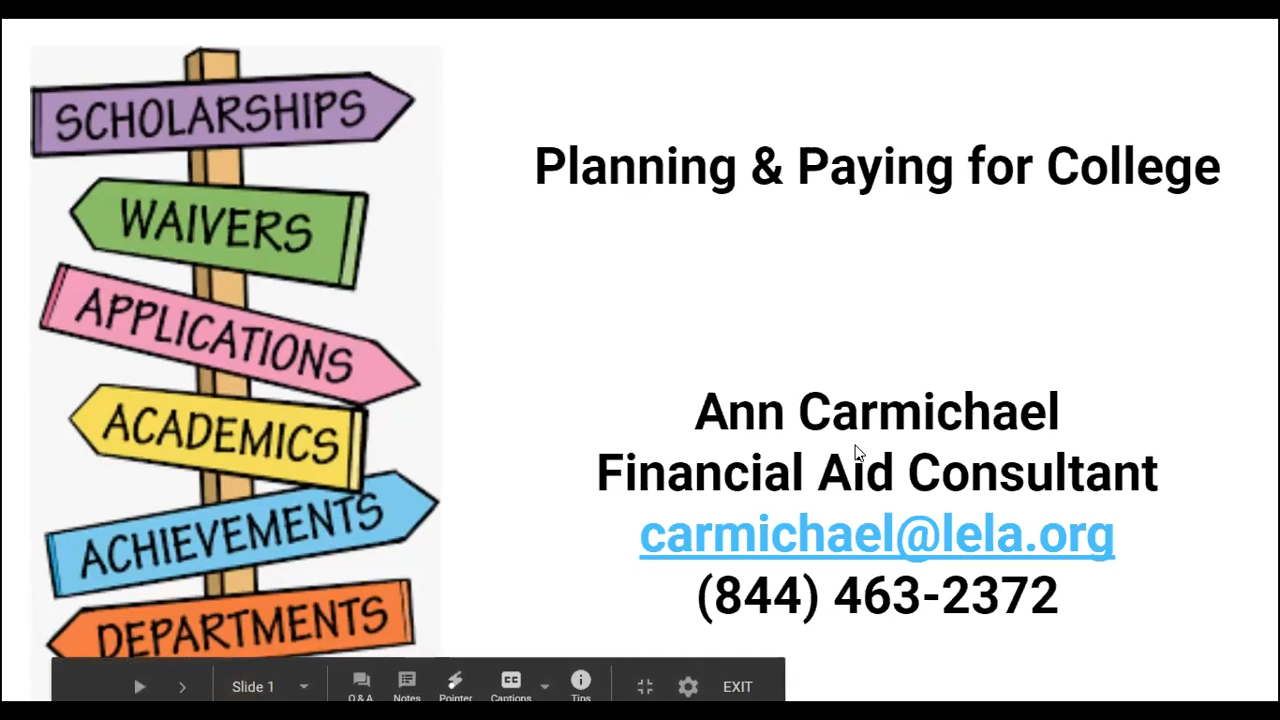 SCHOLARSHIPS
WAIVERS
APPLICATIONS
ACADEMICS
ACHIEVEMENTS
DEPARTMENTS
Planning & Paying for College
Ann Carmichael
Financial Aid Consultant
carmichael@lela.org
(844) 463-2372
Slide 1
Q & A
Notes
Pointer
Captions
Tips
EXIT